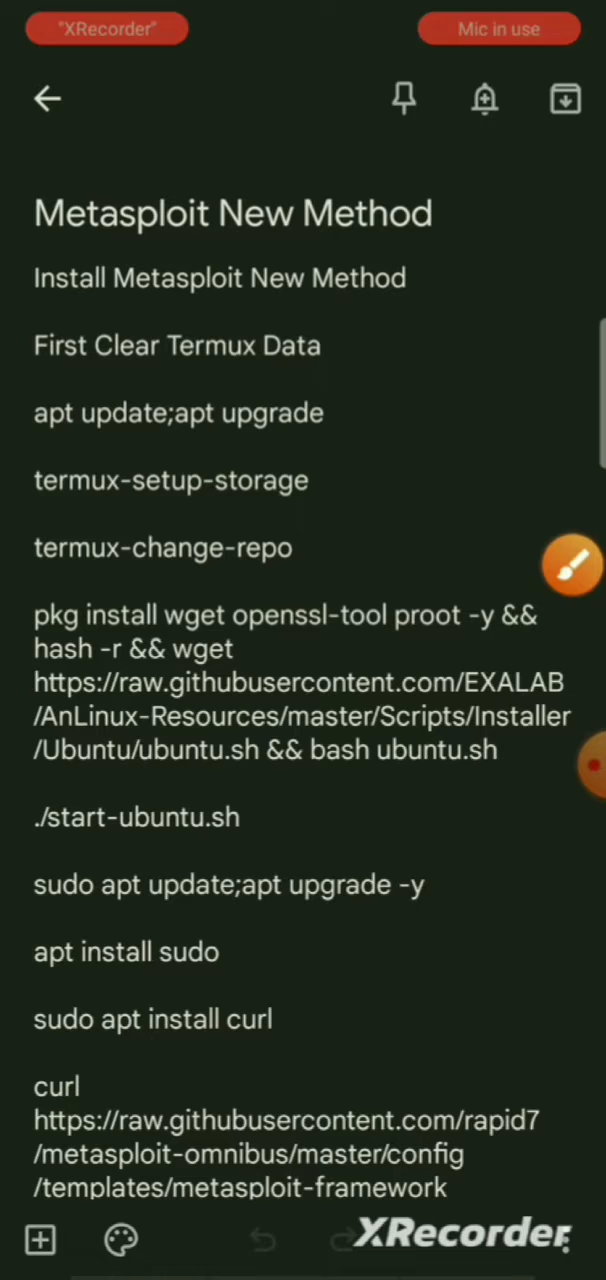 "XRecorder"
Mic in use
Metasploit New Method
Install Metasploit New Method
First Clear Termux Data
apt update;apt upgrade
termux-setup-storage
termux-change-repo
pkg install wget openssl-tool proot -y &&
hash -r && wget
https://raw.githubusercontent.com/EXALAB
/AnLinux-Resources/master/Scripts/Installer
/Ubuntu/ubuntu.sh && bash ubuntu.sh
./start-ubuntu.sh
sudo apt update;apt upgrade -y
apt install sudo
sudo apt install curl
curl
https://raw.githubusercontent.com/rapid7
/metasploit-omnibus/master/config
/templates/metasploit-framework
XRecorder